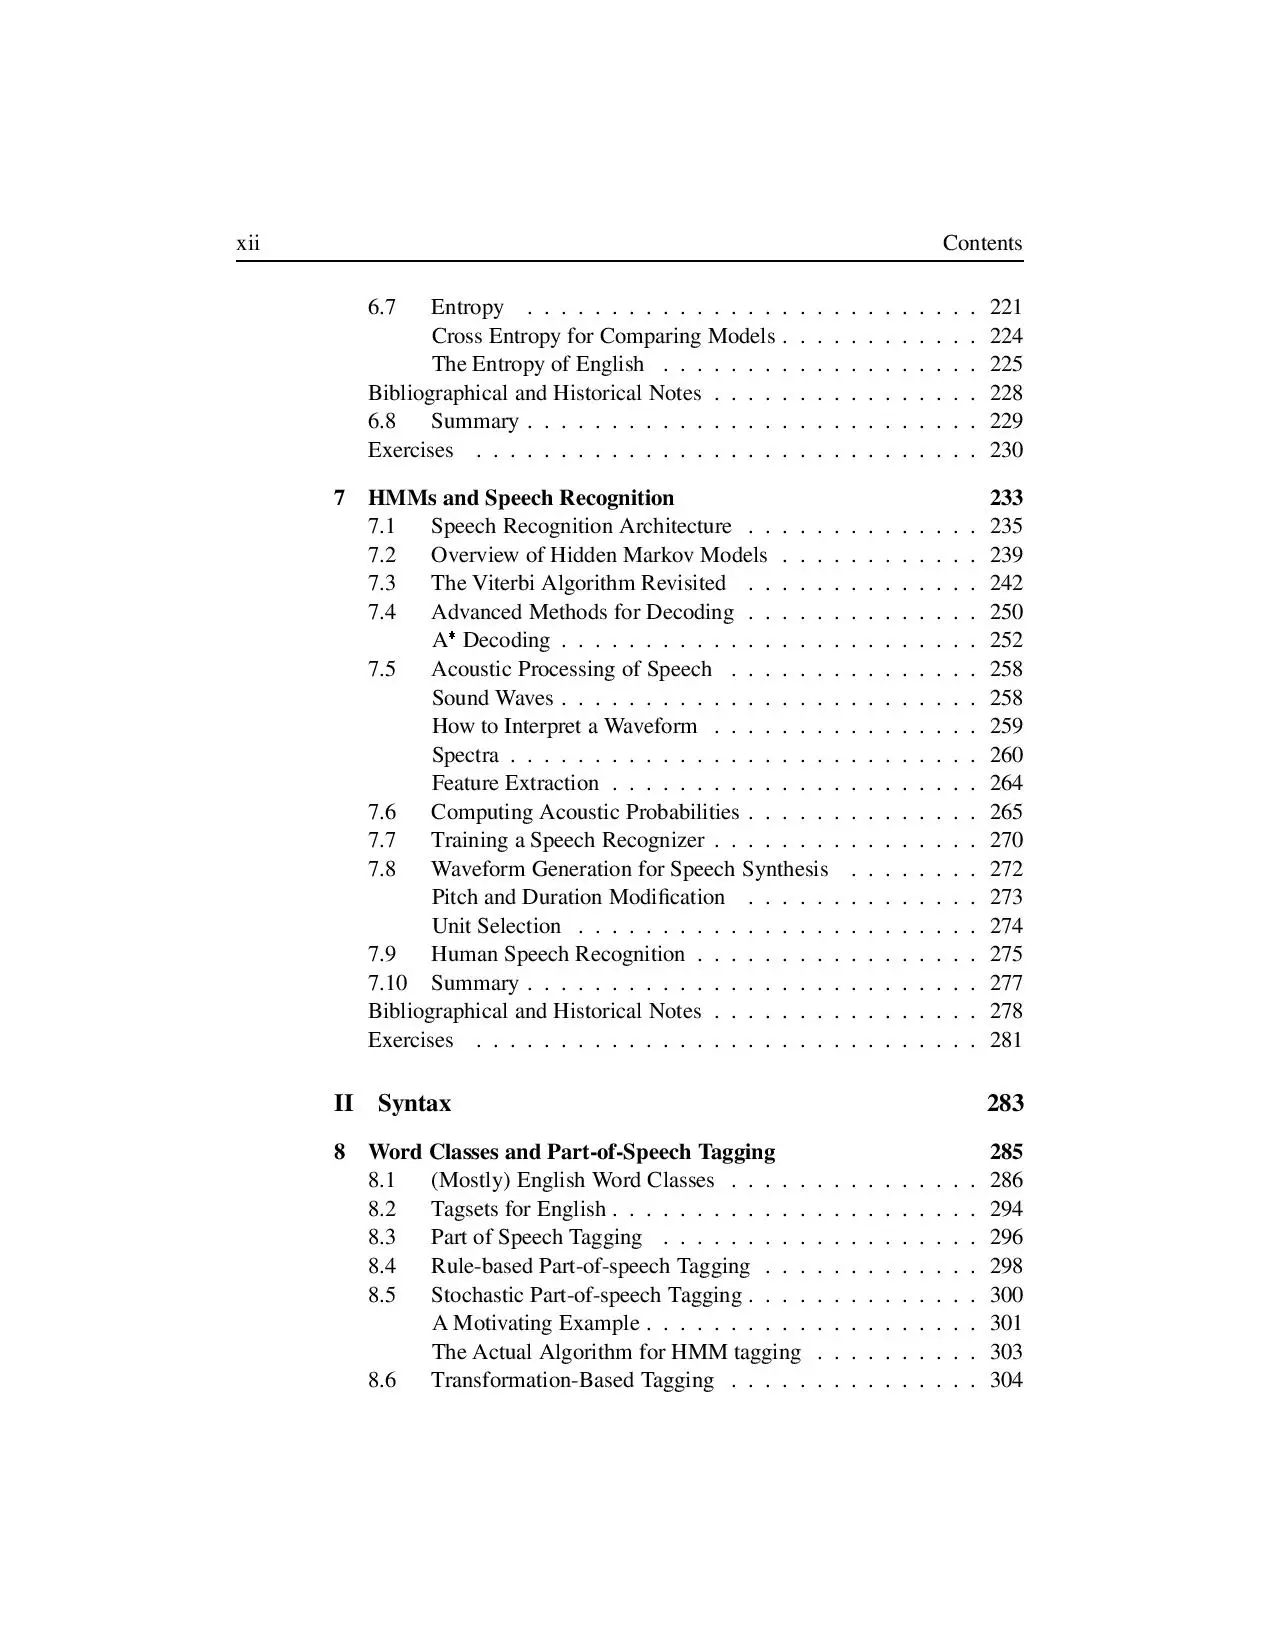 xii Contents
6.7 Entropy . . . . . . . . . . . . . . . . . . . . . . . . . . . 221
Cross Entropy for Comparing Models . . . . . . . . . . . . 224
The Entropy of English . . . . . . . . . . . . . . . . . . . 225
Bibliographical and Historical Notes . . . . . . . . . . . . . . . . 228
6.8 Summary . . . . . . . . . . . . . . . . . . . . . . . . . . . 229
Exercises . . . . . . . . . . . . . . . . . . . . . . . . . . . . . . 230
7 HMMs and Speech Recognition 233
7.1 Speech Recognition Architecture . . . . . . . . . . . . . . 235
7.2 Overview of Hidden Markov Models . . . . . . . . . . . . 239
7.3 The Viterbi Algorithm Revisited . . . . . . . . . . . . . . 242
7.4 Advanced Methods for Decoding . . . . . . . . . . . . . . 250
A* Decoding . . . . . . . . . . . . . . . . . . . . . . . . . 252
7.5 Acoustic Processing of Speech . . . . . . . . . . . . . . . 258
Sound Waves . . . . . . . . . . . . . . . . . . . . . . . . . 258
How to Interpret a Waveform . . . . . . . . . . . . . . . . 259
Spectra . . . . . . . . . . . . . . . . . . . . . . . . . . . . 260
Feature Extraction . . . . . . . . . . . . . . . . . . . . . . 264
7.6 Computing Acoustic Probabilities . . . . . . . . . . . . . . 265
7.7 Training a Speech Recognizer . . . . . . . . . . . . . . . . 270
7.8 Waveform Generation for Speech Synthesis . . . . . . . . 272
Pitch and Duration Modification . . . . . . . . . . . . . . 273
Unit Selection . . . . . . . . . . . . . . . . . . . . . . . . 274
7.9 Human Speech Recognition . . . . . . . . . . . . . . . . . 275
7.10 Summary . . . . . . . . . . . . . . . . . . . . . . . . . . . 277
Bibliographical and Historical Notes . . . . . . . . . . . . . . . . 278
Exercises . . . . . . . . . . . . . . . . . . . . . . . . . . . . . . 281
II Syntax 283
8 Word Classes and Part-of-Speech Tagging 285
8.1 (Mostly) English Word Classes . . . . . . . . . . . . . . . 286
8.2 Tagsets for English . . . . . . . . . . . . . . . . . . . . . . 294
8.3 Part of Speech Tagging . . . . . . . . . . . . . . . . . . . 296
8.4 Rule-based Part-of-speech Tagging . . . . . . . . . . . . . 298
8.5 Stochastic Part-of-speech Tagging . . . . . . . . . . . . . . 300
A Motivating Example . . . . . . . . . . . . . . . . . . . . 301
The Actual Algorithm for HMM tagging . . . . . . . . . . 303
8.6 Transformation-Based Tagging . . . . . . . . . . . . . . . 304